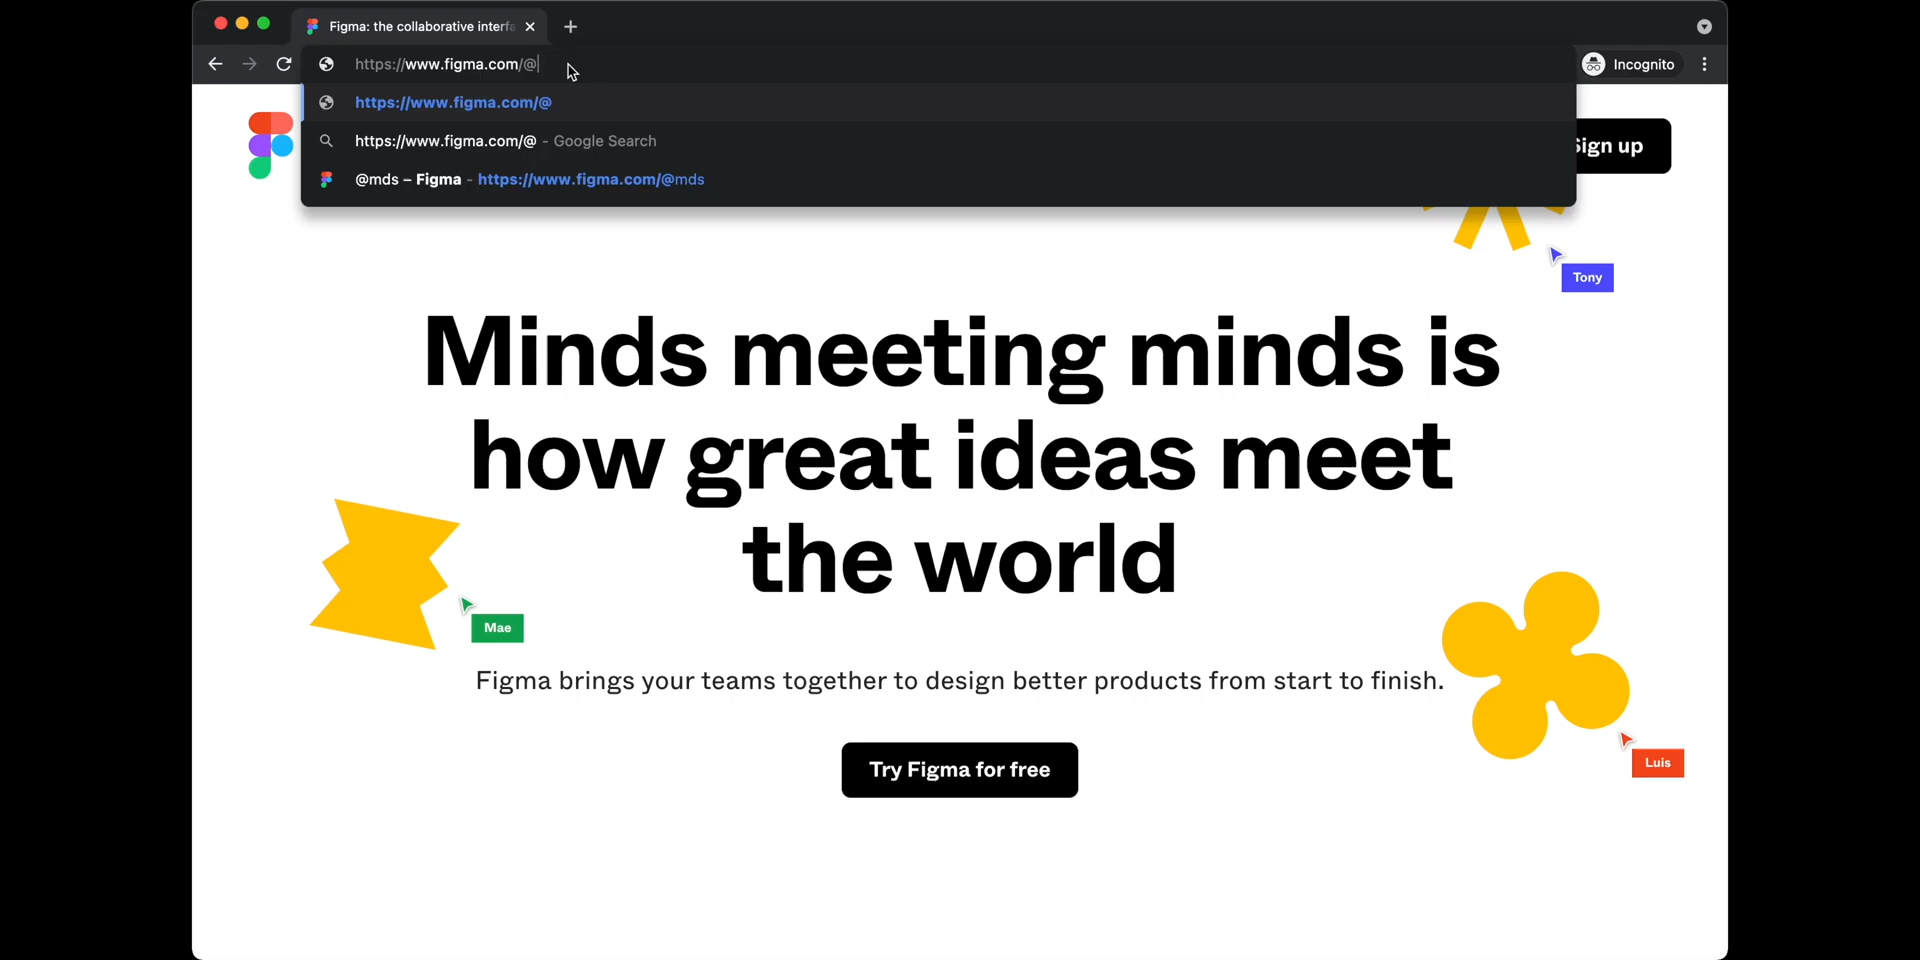 Figma: the collaborative interfa
https://www.figma.com/@
Incognito
https://www.figma.com/@
https://www.figma.com/@ - Google Search
@mds – Figma - https://www.figma.com/@mds
Sign up
Tony
Minds meeting minds is
how great ideas meet
the world
Mae
Figma brings your teams together to design better products from start to finish.
Luis
Try Figma for free